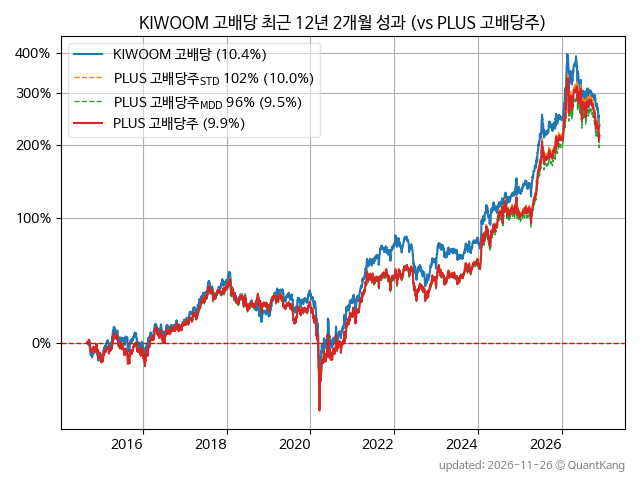 KIWOOM 고배당 최근 12년 2개월 성과 (vs PLUS 고배당주)
KIWOOM 고배당 (10.4%)
PLUS 고배당주STD 102% (10.0%)
PLUS 고배당주MDD 96% (9.5%)
PLUS 고배당주 (9.9%)
400%
300%
200%
100%
0%
2016 2018 2020 2022 2024 2026
updated: 2026-11-26 © QuantKang